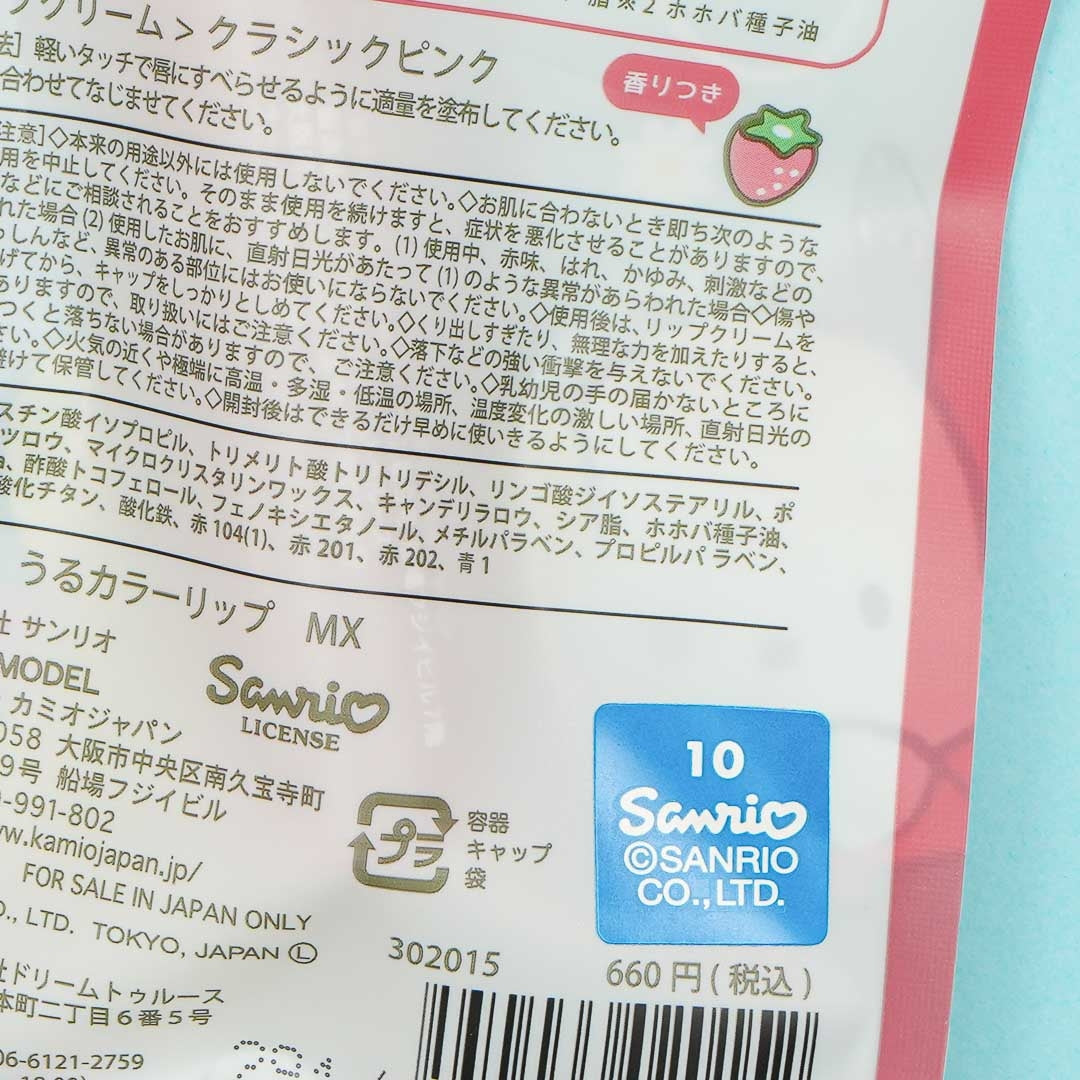 脂※2 ホホバ種子油
クリーム > クラシックピンク
香りつき
法] 軽いタッチで唇にすべらせるように適量を塗布してください。
合わせてなじませてください。
注意]◇本来の用途以外には使用しないでください。◇お肌に合わないとき即ち次のような
用を中止してください。そのまま使用を続けますと、症状を悪化させることがありますので、
などにご相談されることをおすすめします。(1) 使用中、赤味、はれ、かゆみ、刺激などの
れた場合 (2) 使用したお肌に、直射日光があたって (1) のような異常があらわれた場合◇傷や
っしんなど、異常のある部位にはお使いにならないでください。◇使用後は、リップクリームを
げてから、キャップをしっかりとしめてください。◇くり出しすぎたり、無理な力を加えたりすると、
ありますので、取り扱いにはご注意ください。◇落下などの強い衝撃を与えないでください。
つくと落ちない場合がありますので、ご注意ください。◇乳幼児の手の届かないところに
さい。◇火気の近くや極端に高温・多湿・低温の場所、温度変化の激しい場所、直射日光の
避けて保管してください。◇開封後はできるだけ早めに使いきるようにしてください。
スチン酸イソプロピル、トリメリト酸トリトリデシル、リンゴ酸ジイソステアリル、ポ
ツロウ、マイクロクリスタリンワックス、キャンデリラロウ、シア脂、ホホバ種子油、
a、酢酸トコフェロール、フェノキシエタノール、メチルパラベン、プロピルパラベン、
酸化チタン、酸化鉄、赤 104(1)、赤 201、赤 202、青 1
うるカラーリップ MX
社 サンリオ
MODEL
Sanrio
LICENSE
カミオジャパン
058 大阪市中央区南久宝寺町
9号 船場フジイビル
0-991-802
ww.kamiojapan.jp/
FOR SALE IN JAPAN ONLY
O., LTD. TOKYO, JAPAN Ⓛ
プラ
容器
キャップ
袋
10
Sanrio
©SANRIO
CO.,LTD.
302015
660 円 ( 税込 )
社ドリームトゥルース
本町二丁目6番5号
06-6121-2759